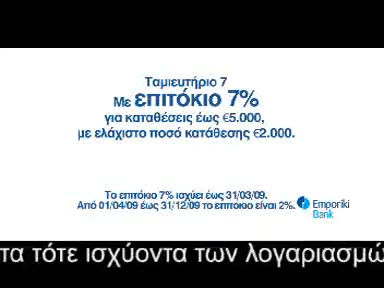 Ταμιευτήριο 7
Με επιτόκιο 7%
για καταθέσεις έως €5.000,
με ελάχιστο ποσό κατάθεσης €2.000.
Το επιτόκιο 7% ισχύει έως 31/03/09.
Από 01/04/09 έως 31/12/09 το επιτόκιο είναι 2%.
Emporiki
Bank
τα τότε ισχύοντα των λογαριασμώ